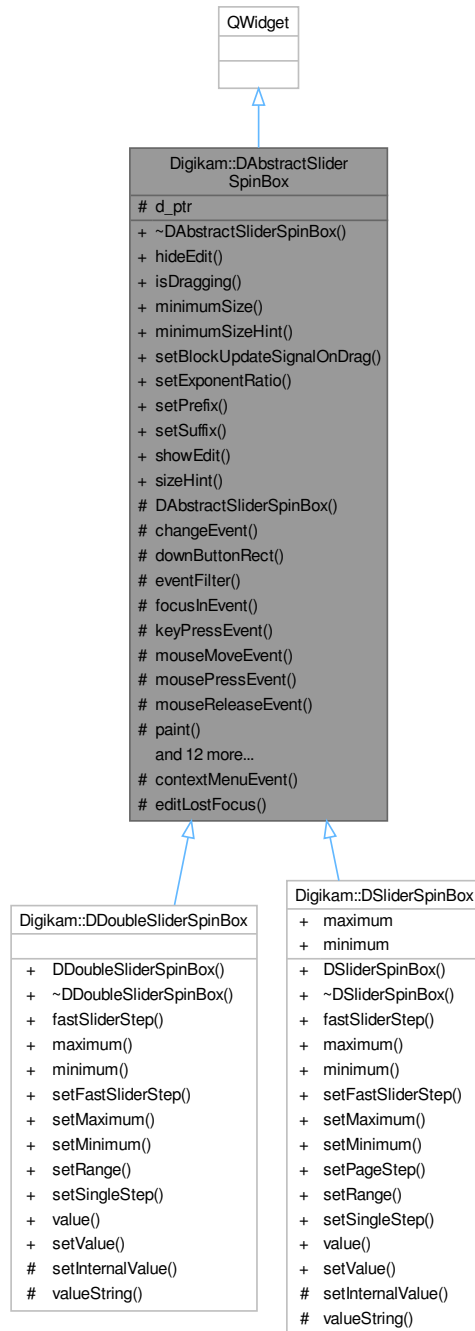 QWidget
Digikam::DAbstractSlider
SpinBox
# d_ptr
+ ~DAbstractSliderSpinBox()
+ hideEdit()
+ isDragging()
+ minimumSize()
+ minimumSizeHint()
+ setBlockUpdateSignalOnDrag()
+ setExponentRatio()
+ setPrefix()
+ setSuffix()
+ showEdit()
+ sizeHint()
# DAbstractSliderSpinBox()
# changeEvent()
# downButtonRect()
# eventFilter()
# focusInEvent()
# keyPressEvent()
# mouseMoveEvent()
# mousePressEvent()
# mouseReleaseEvent()
# paint()
and 12 more...
# contextMenuEvent()
# editLostFocus()
Digikam::DDoubleSliderSpinBox
+ DDoubleSliderSpinBox()
+ ~DDoubleSliderSpinBox()
+ fastSliderStep()
+ maximum()
+ minimum()
+ setFastSliderStep()
+ setMaximum()
+ setMinimum()
+ setRange()
+ setSingleStep()
+ value()
+ setValue()
# setInternalValue()
# valueString()
Digikam::DSliderSpinBox
+ maximum
+ minimum
+ DSliderSpinBox()
+ ~DSliderSpinBox()
+ fastSliderStep()
+ maximum()
+ minimum()
+ setFastSliderStep()
+ setMaximum()
+ setMinimum()
+ setPageStep()
+ setRange()
+ setSingleStep()
+ value()
+ setValue()
# setInternalValue()
# valueString()